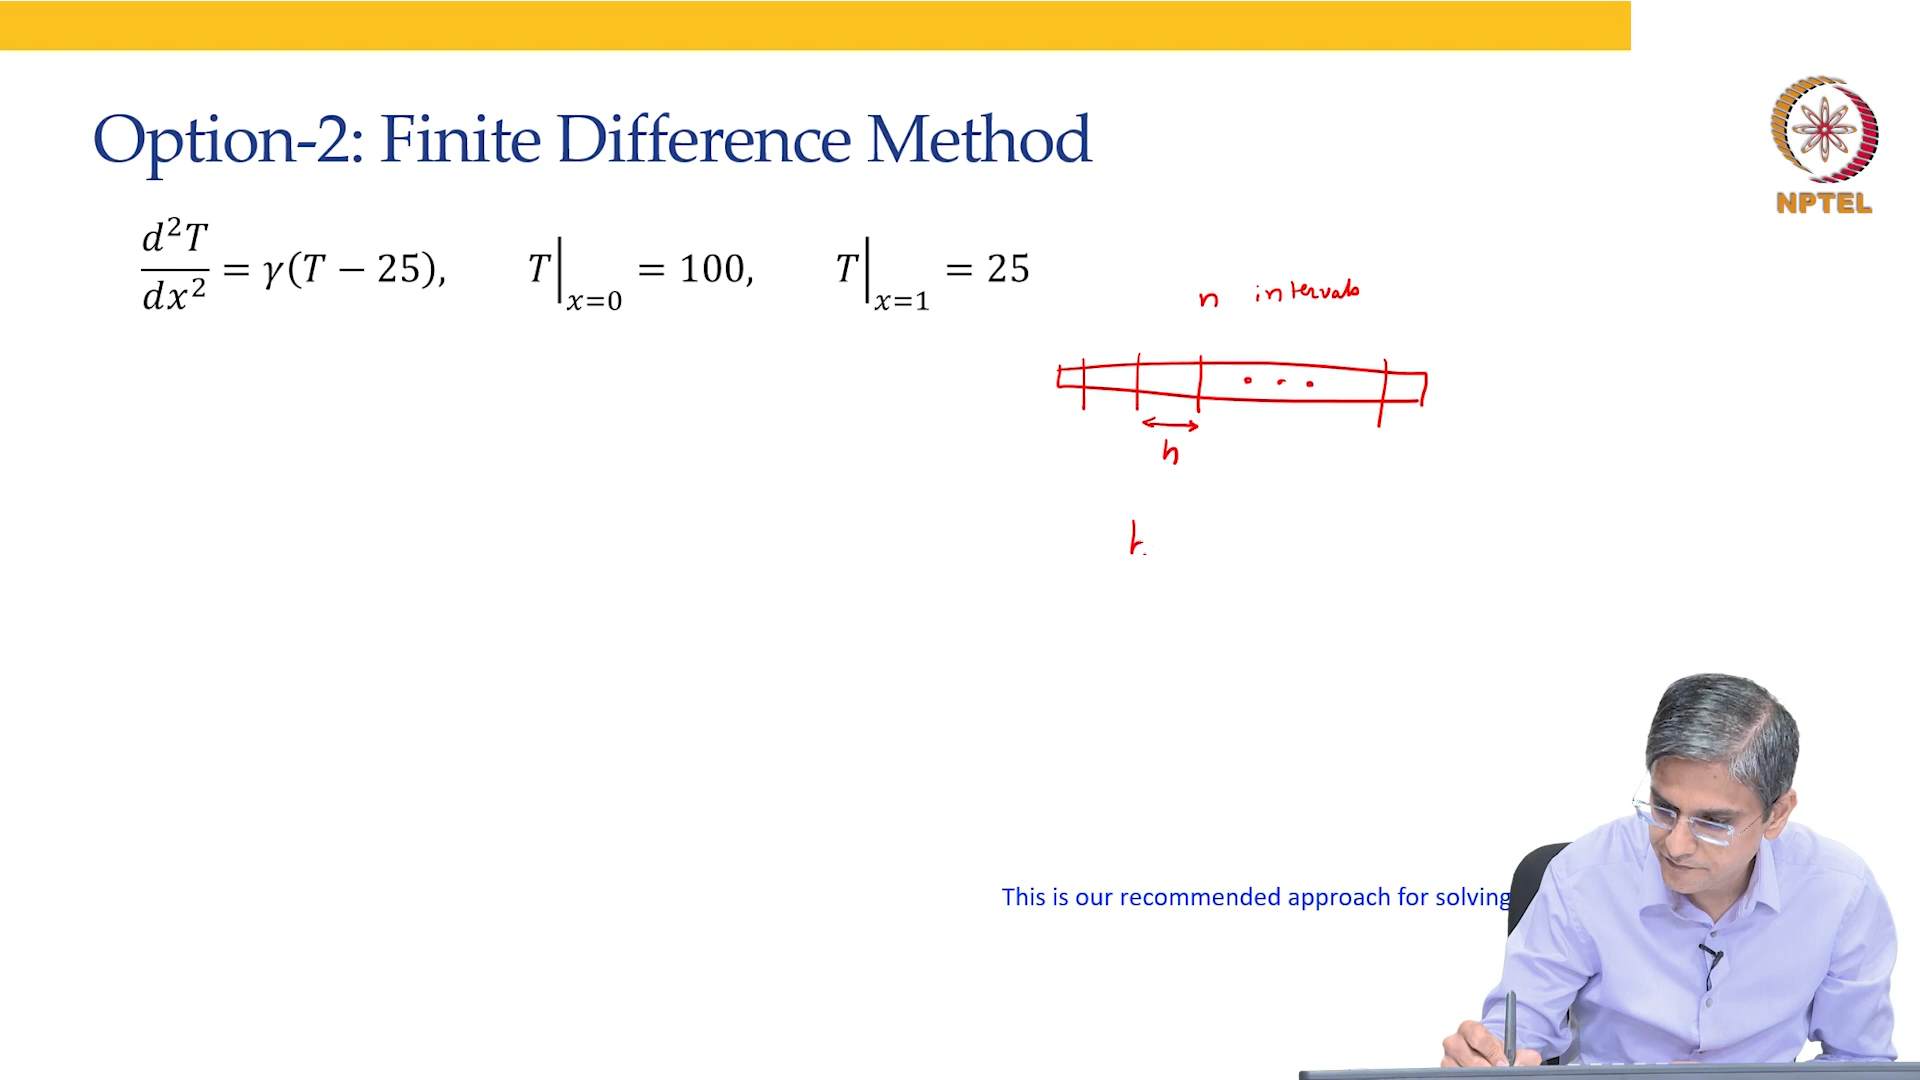 Option-2: Finite Difference Method
NPTEL
d²T/dx² = γ(T − 25), T|x=0 = 100, T|x=1 = 25
n intervals
h
This is our recommended approach for solving